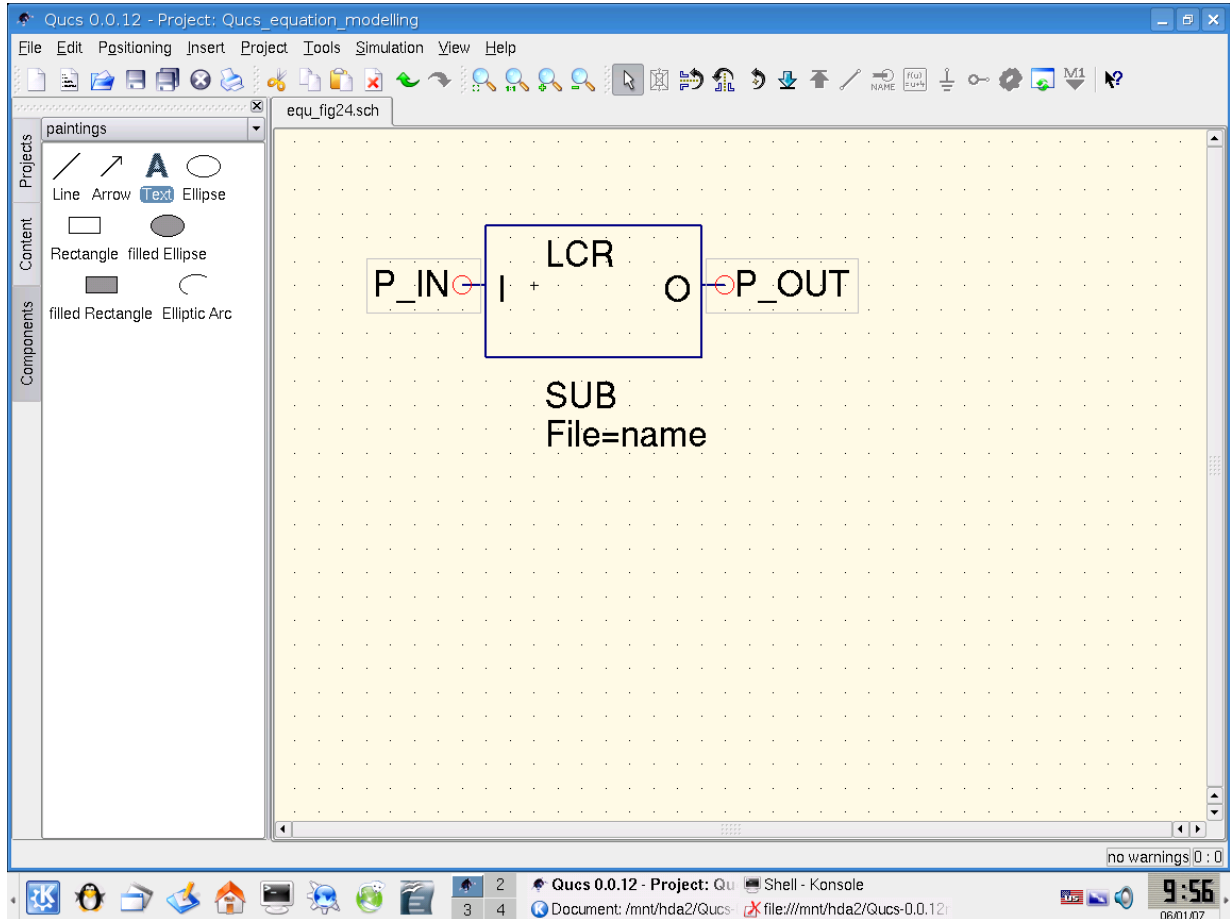 Qucs 0.0.12 - Project: Qucs_equation_modelling
File Edit Positioning Insert Project Tools Simulation View Help
1:1
NAME
M1
equ_fig24.sch
paintings
Projects
Content
Components
Line Arrow Text Ellipse
Rectangle filled Ellipse
filled Rectangle Elliptic Arc
LCR
P_IN I O P_OUT
SUB
File=name
no warnings 0 : 0
2
3 4
Qucs 0.0.12 - Project: Qu
Shell - Konsole
Document: /mnt/hda2/Qucs-
file:///mnt/hda2/Qucs-0.0.12
9:56
06/01/07